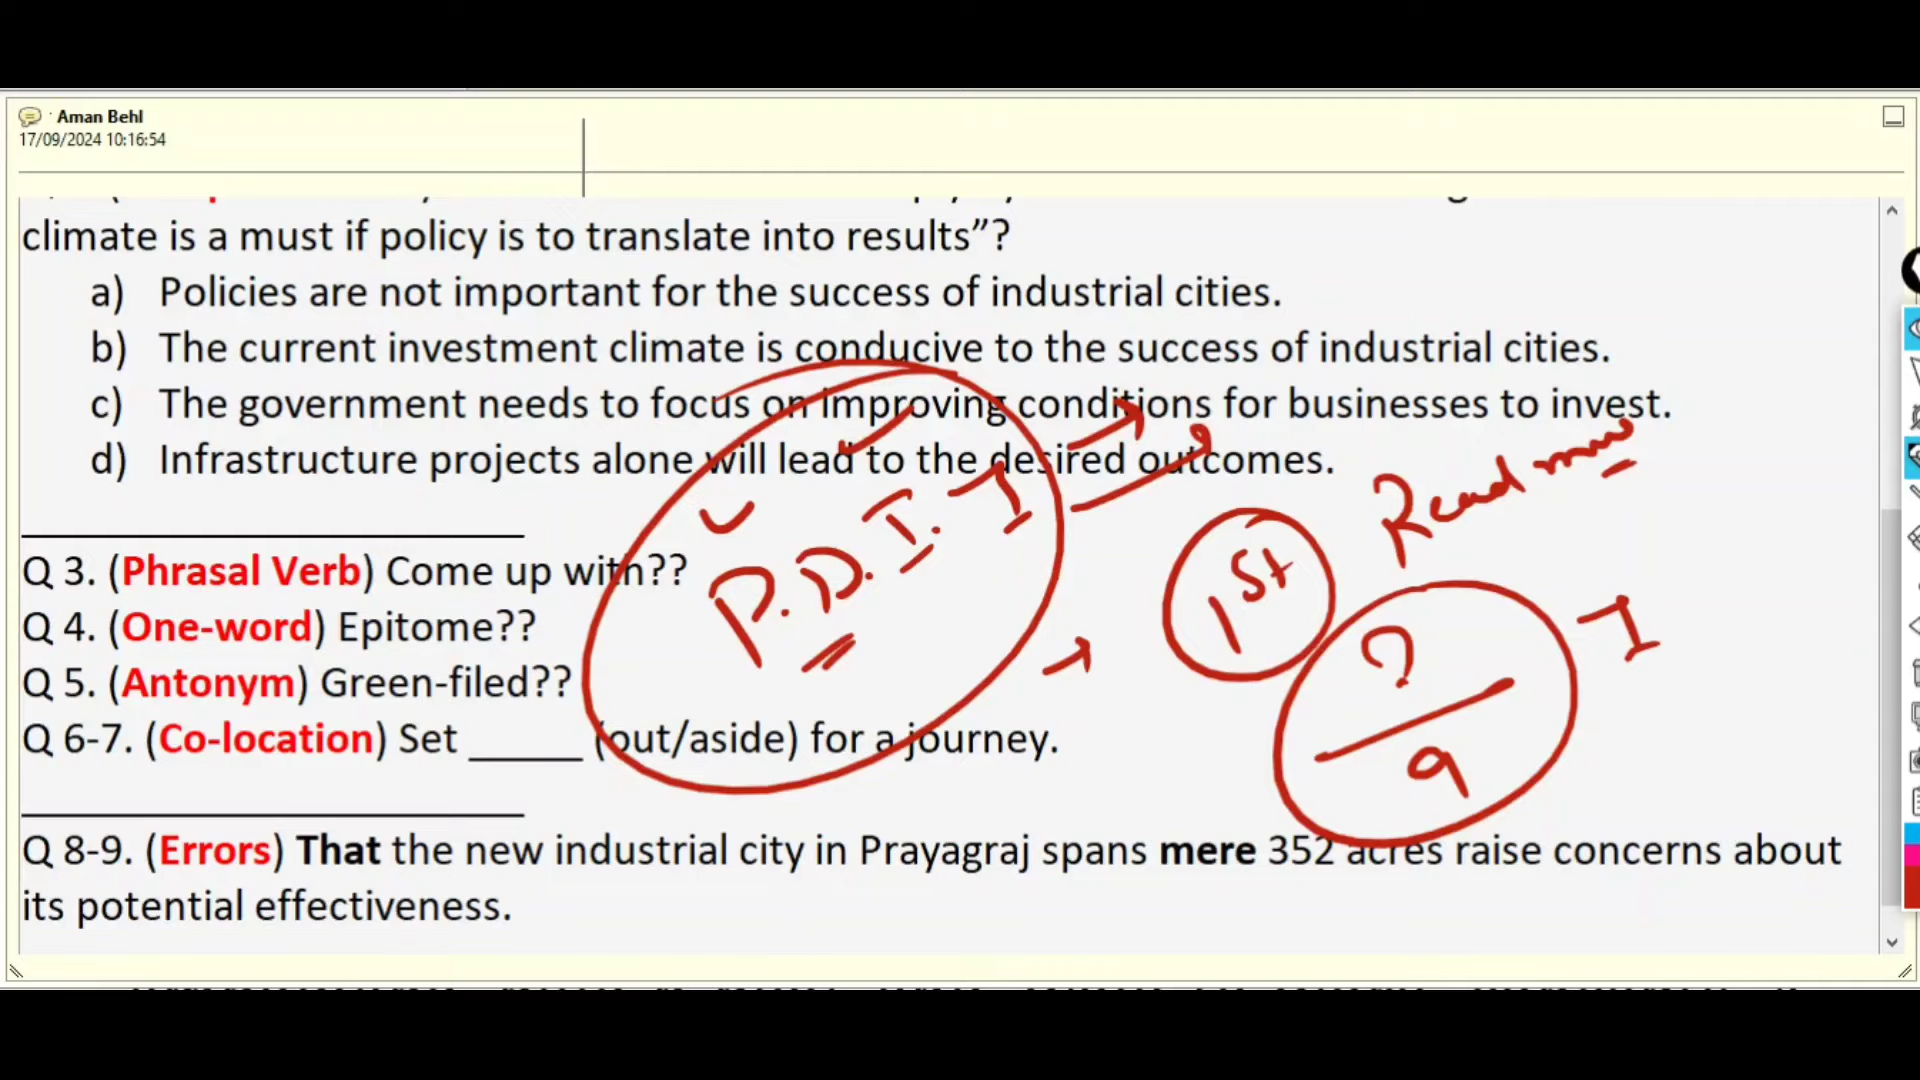 Aman Behl
17/09/2024 10:16:54
climate is a must if policy is to translate into results”?
a) Policies are not important for the success of industrial cities.
b) The current investment climate is conducive to the success of industrial cities.
c) The government needs to focus on improving conditions for businesses to invest.
d) Infrastructure projects alone will lead to the desired outcomes.
Q 3. (Phrasal Verb) Come up with??
Q 4. (One-word) Epitome??
Q 5. (Antonym) Green-filed??
Q 6-7. (Co-location) Set _____ (out/aside) for a journey.
Q 8-9. (Errors) That the new industrial city in Prayagraj spans mere 352 acres raise concerns about
its potential effectiveness.
P.D.I.I
1st
?
9
I